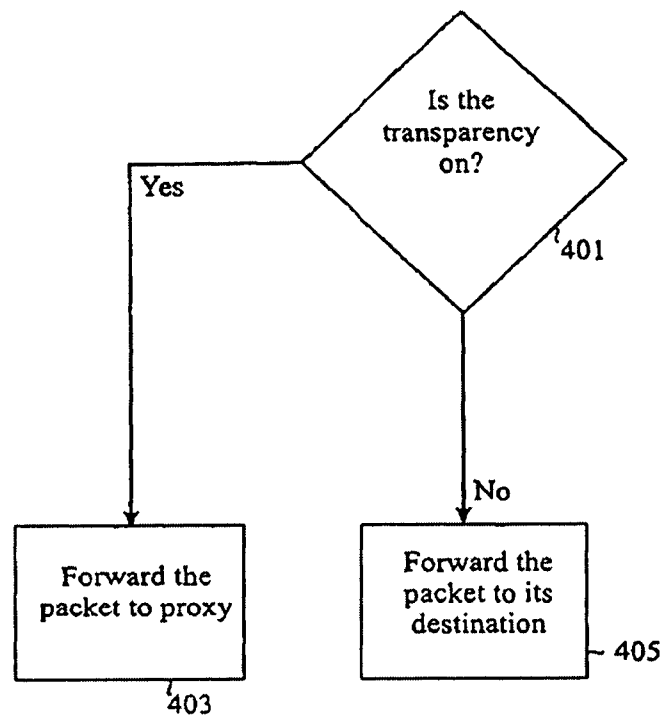 Is the
transparency
on?
401
Yes
No
Forward the
packet to proxy
403
Forward the
packet to its
destination
405